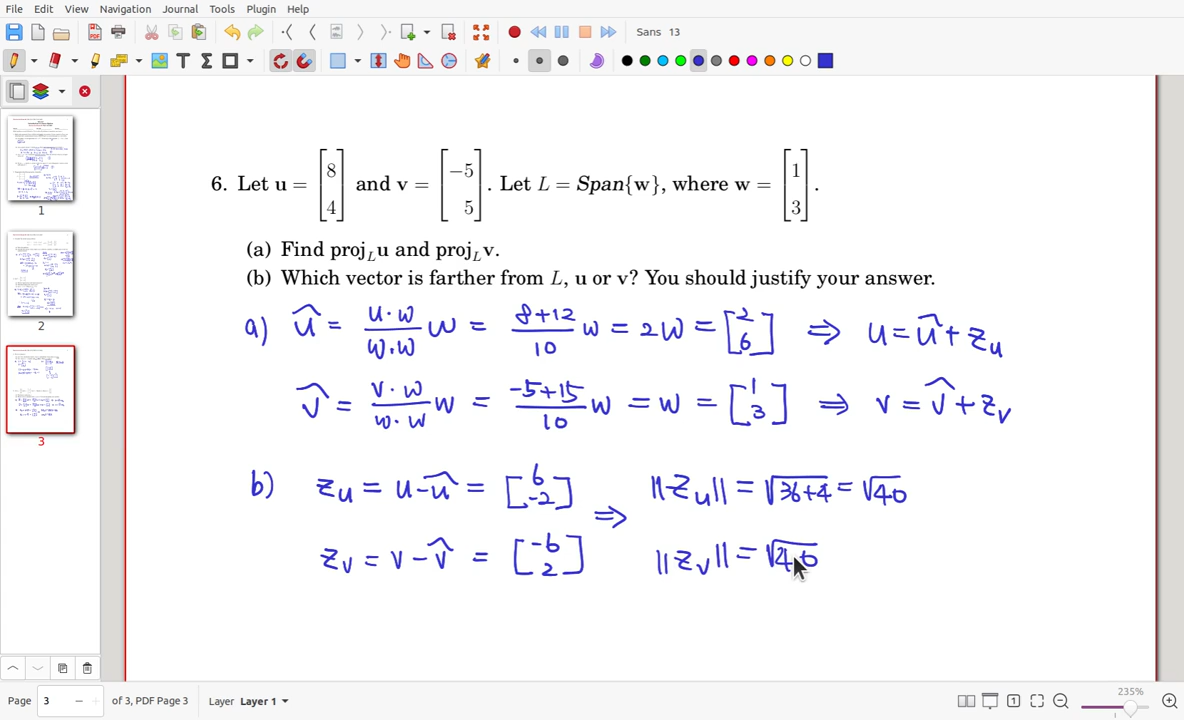 File Edit View Navigation Journal Tools Plugin Help
Sans 13
6. Let u = [8 4] and v = [−5 5]. Let L = Span{w}, where w = [1 3].
(a) Find proj_L u and proj_L v.
(b) Which vector is farther from L, u or v? You should justify your answer.
a) û = (u·w)/(w·w) w = (8+12)/10 w = 2w = [2 6] ⇒ u = û + z_u
v̂ = (v·w)/(w·w) w = (-5+15)/10 w = w = [1 3] ⇒ v = v̂ + z_v
b) z_u = u - û = [6 -2] ⇒ ||z_u|| = √(36+4) = √40
z_v = v - v̂ = [-6 2] ||z_v|| = √40
1
2
3
Page 3 of 3, PDF Page 3 Layer Layer 1 235%